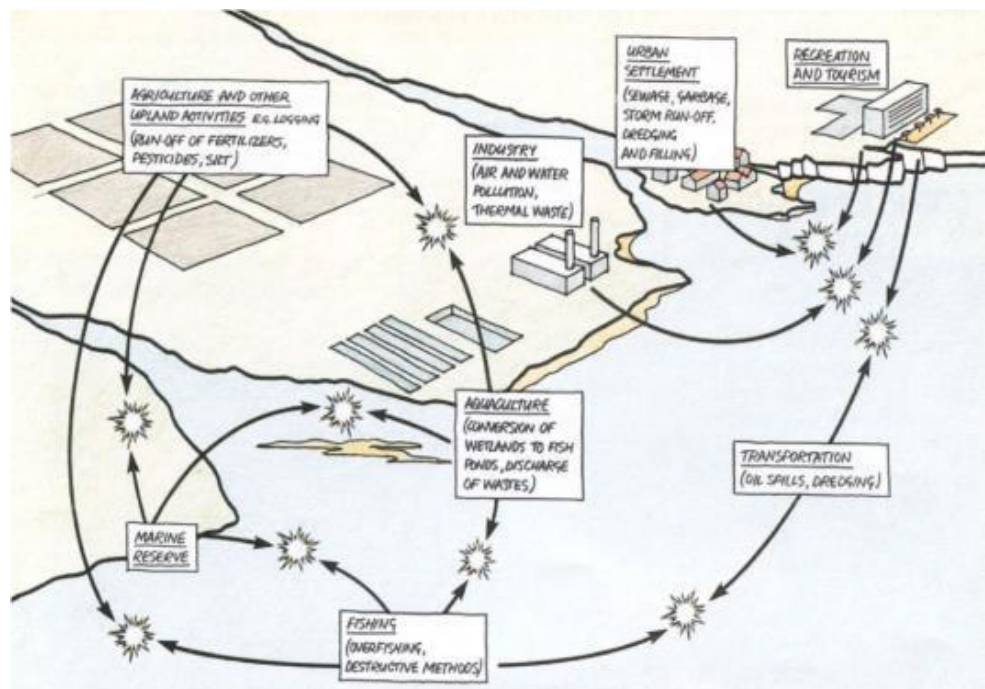 AGRICULTURE AND OTHER
UPLAND ACTIVITIES E.G. LOGGING
(RUN-OFF OF FERTILIZERS,
PESTICIDES, SILT)
INDUSTRY
(AIR AND WATER
POLLUTION,
THERMAL WASTE)
URBAN
SETTLEMENT
(SEWAGE, GARBAGE,
STORM RUN-OFF,
DREDGING
AND FILLING)
RECREATION
AND TOURISM
AQUACULTURE
(CONVERSION OF
WETLANDS TO FISH
PONDS, DISCHARGE
OF WASTES)
TRANSPORTATION
(OIL SPILLS, DREDGING)
MARINE
RESERVE
FISHING
(OVERFISHING,
DESTRUCTIVE METHODS)